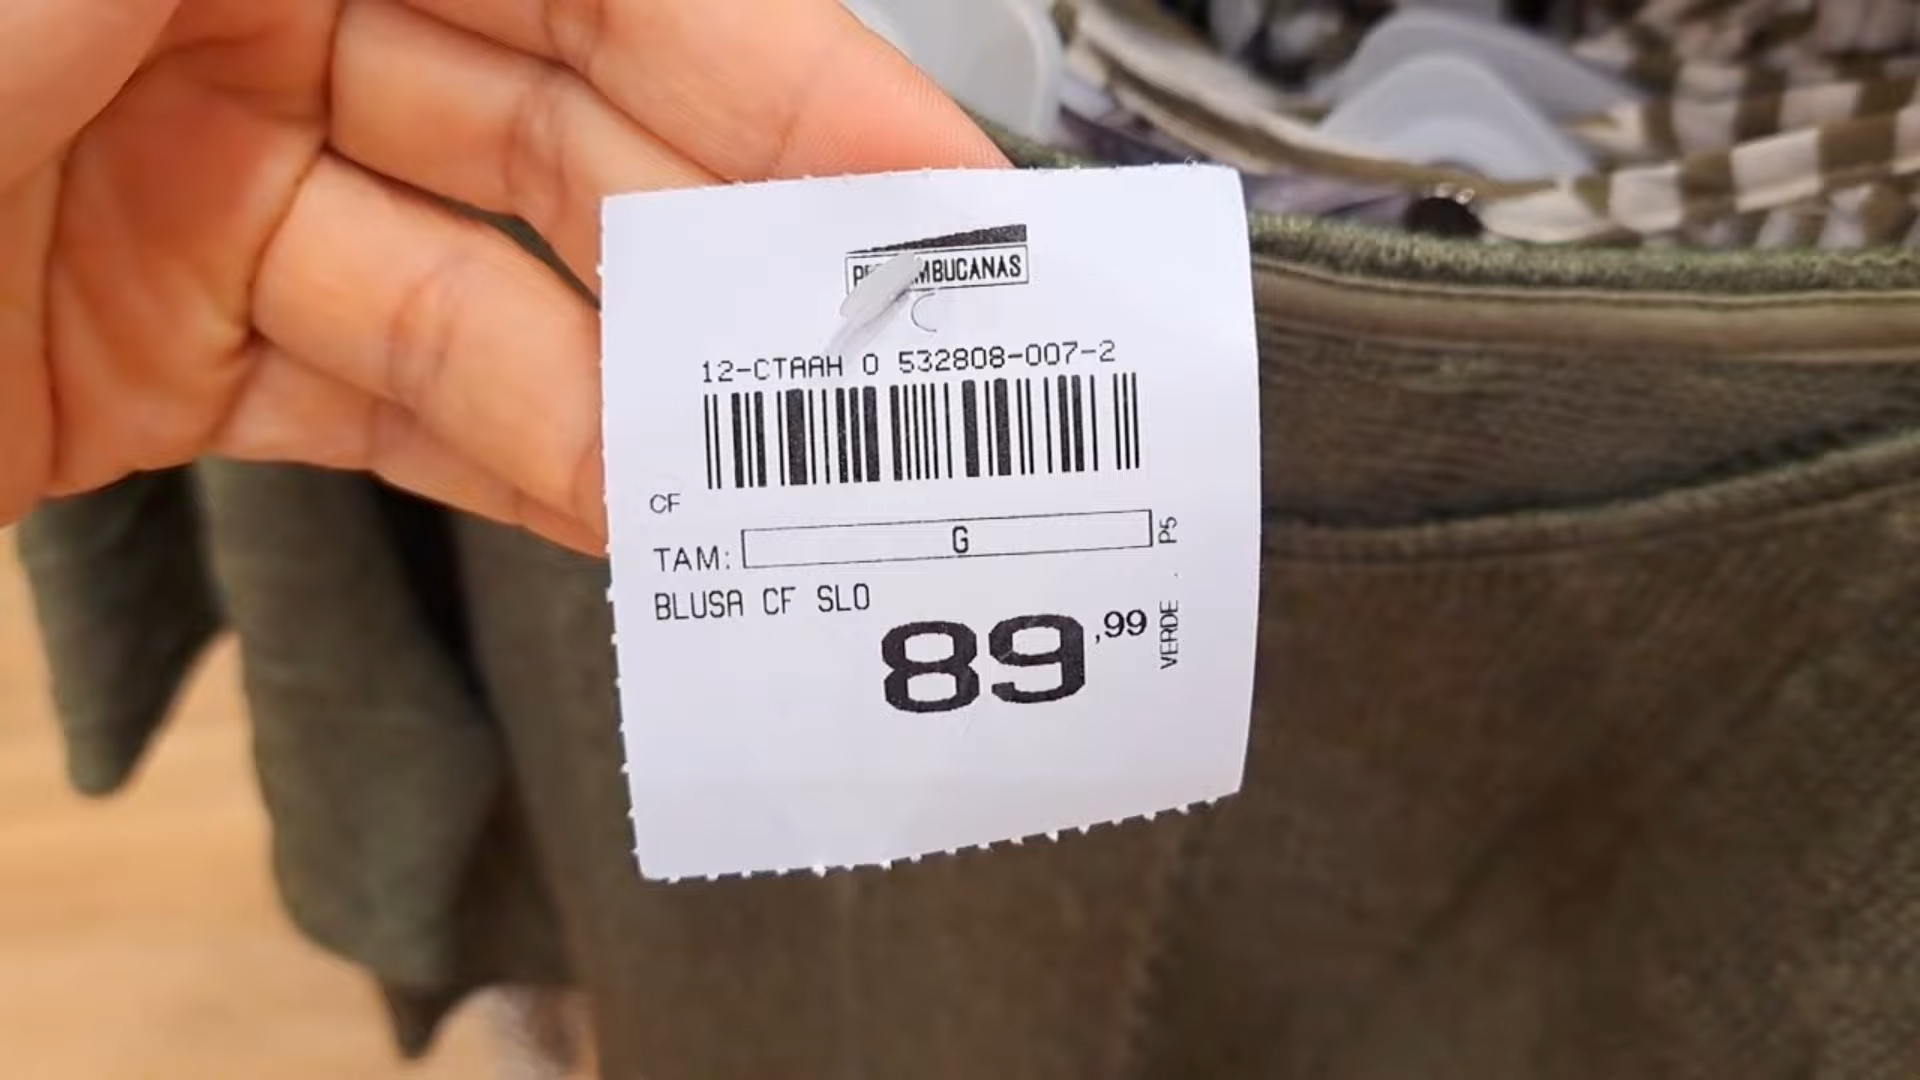 12-CTAAH 0 532808-007-2
CF
TAM: G
P5
BLUSA CF SLO
89,99
VERDE .